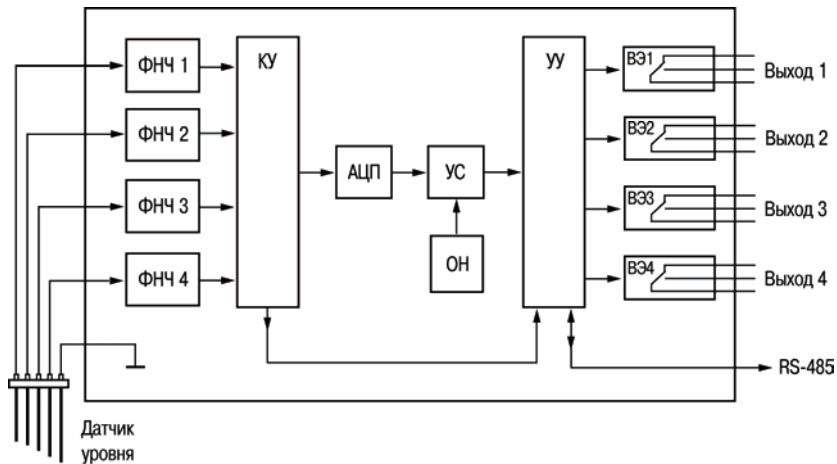 ФНЧ 1
ФНЧ 2
ФНЧ 3
ФНЧ 4
КУ
АЦП
УС
ОН
УУ
ВЭ1
ВЭ2
ВЭ3
ВЭ4
Выход 1
Выход 2
Выход 3
Выход 4
RS-485
Датчик
уровня